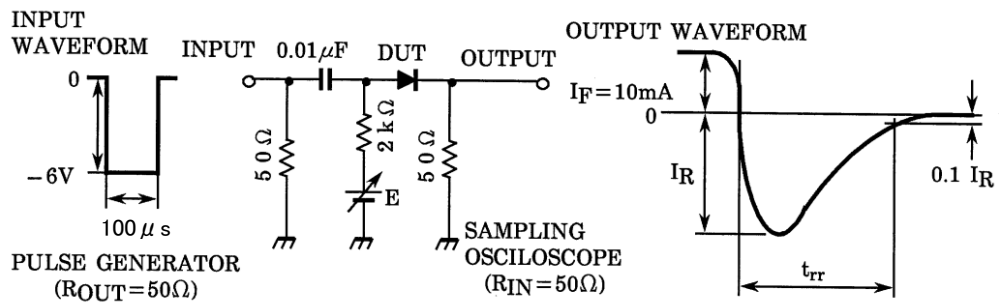 INPUT
WAVEFORM
0
−6V
100 μ s
PULSE GENERATOR
(ROUT=50Ω)
INPUT
0.01μF
DUT
OUTPUT
50Ω
2kΩ
E
50Ω
SAMPLING
OSCILOSCOPE
(RIN=50Ω)
OUTPUT WAVEFORM
IF=10mA
0
IR
0.1 IR
trr